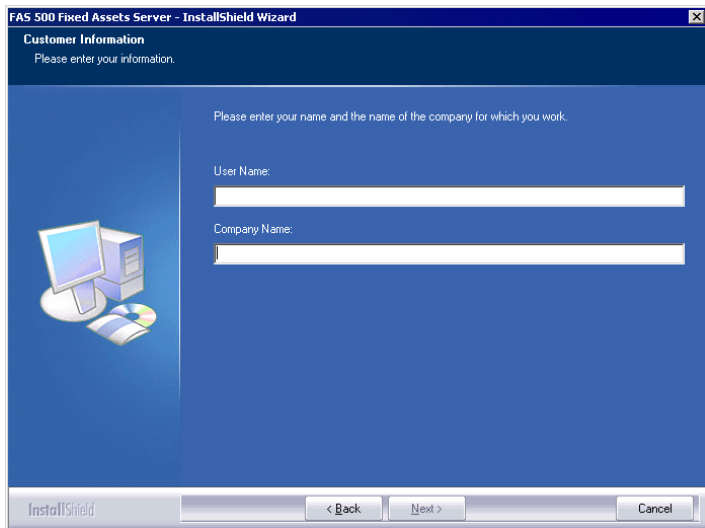 FAS 500 Fixed Assets Server - InstallShield Wizard
Customer Information
Please enter your information.
Please enter your name and the name of the company for which you work.
User Name:
Company Name:
InstallShield
< Back
Next >
Cancel